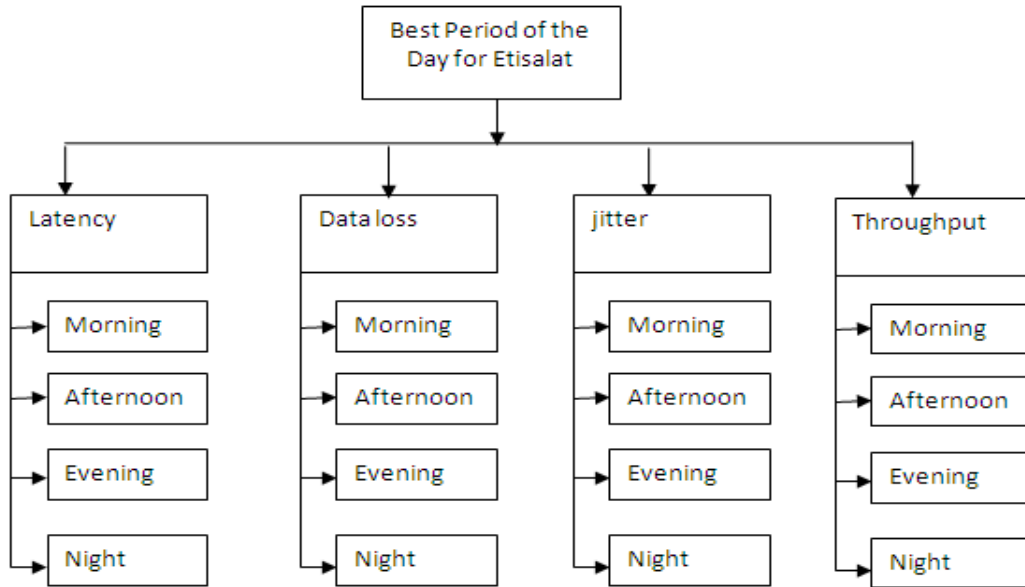 Best Period of the
Day for Etisalat
Latency
Data loss
jitter
Throughput
Morning
Morning
Morning
Morning
Afternoon
Afternoon
Afternoon
Afternoon
Evening
Evening
Evening
Evening
Night
Night
Night
Night